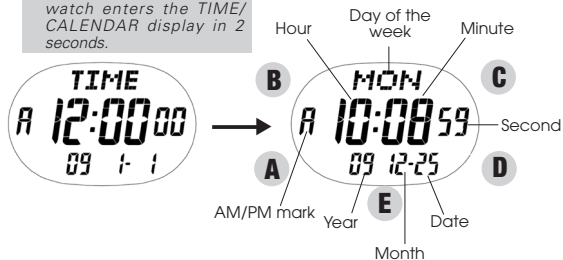 watch enters the TIME/
CALENDAR display in 2
seconds.
TIME
A 12:00 00
09 1- 1
Hour
Day of the
week
Minute
B
C
MON
A 10:08 59
Second
09 12-25
A
D
E
AM/PM mark
Year
Date
Month